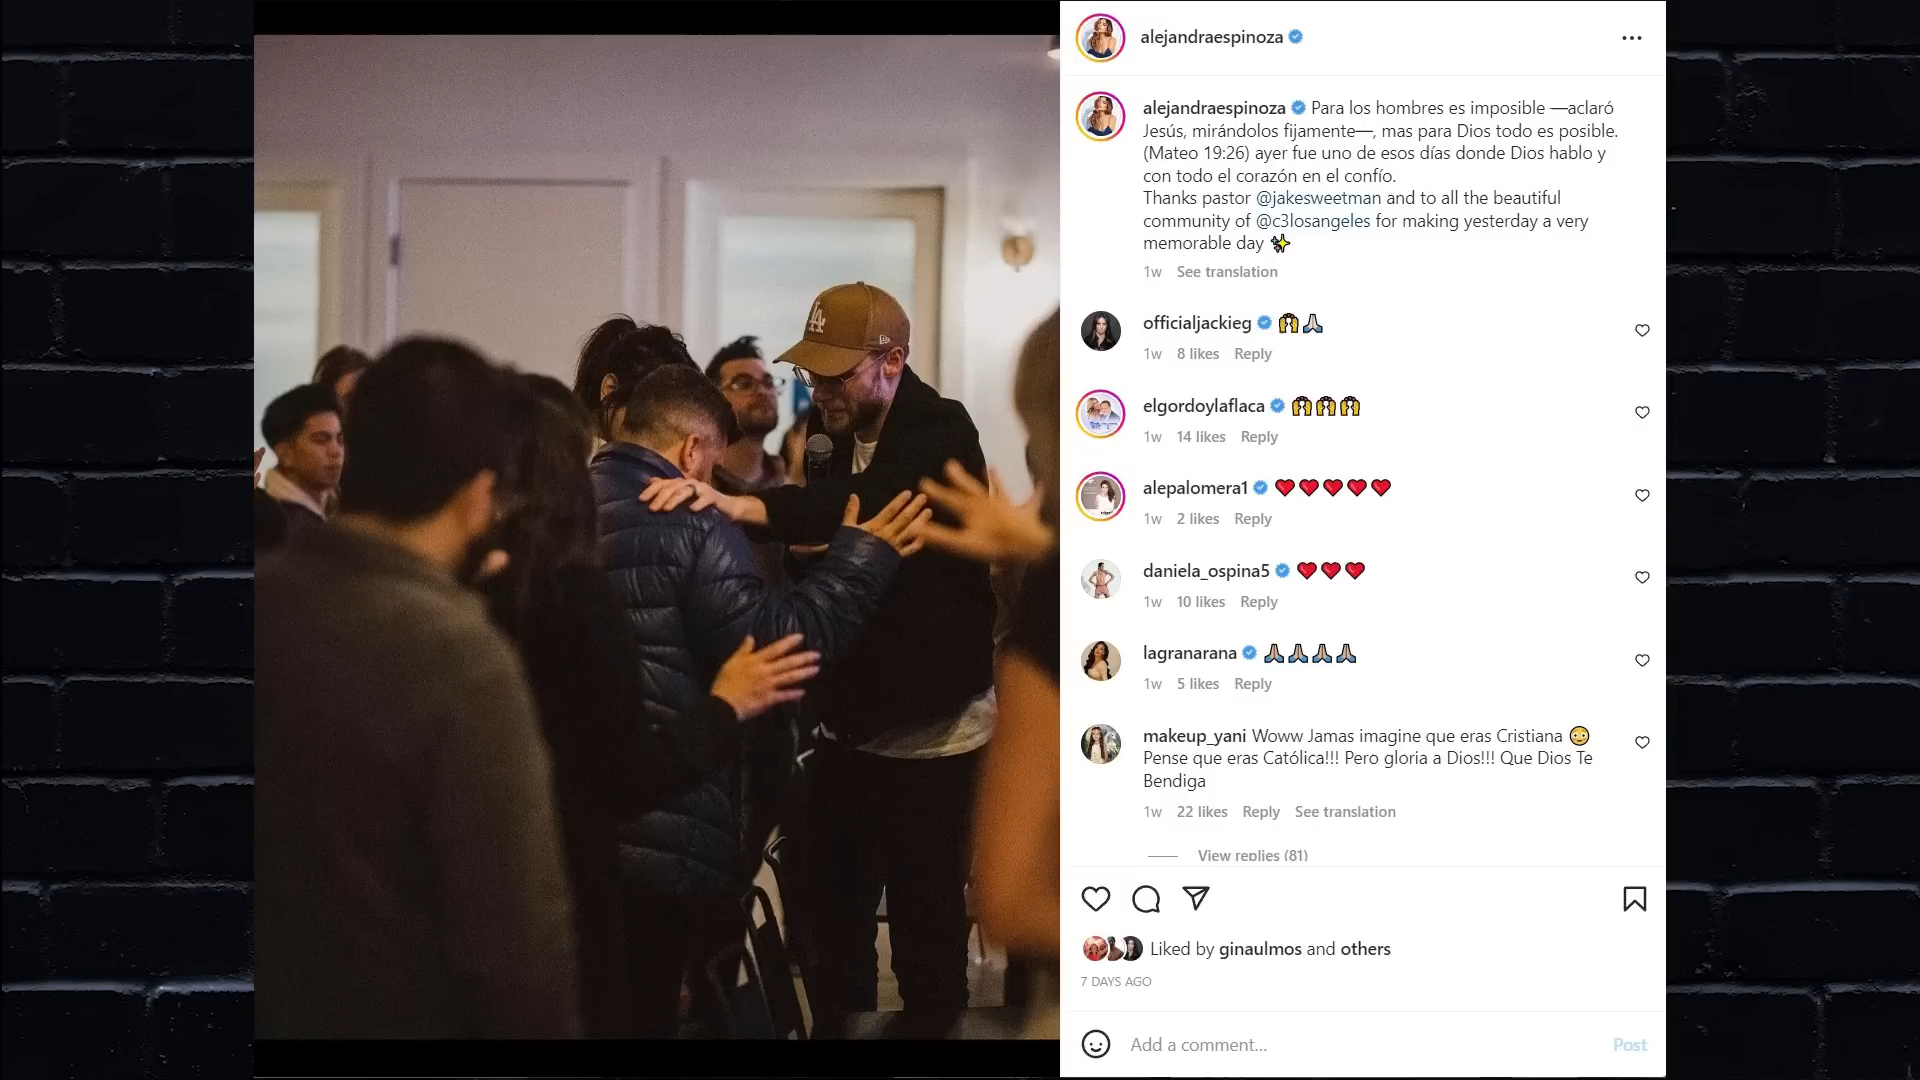 alejandraespinoza
alejandraespinoza Para los hombres es imposible —aclaró
Jesús, mirándolos fijamente—, mas para Dios todo es posible.
(Mateo 19:26) ayer fue uno de esos días donde Dios hablo y
con todo el corazón en el confío.
Thanks pastor @jakesweetman and to all the beautiful
community of @c3losangeles for making yesterday a very
memorable day ✨
1w See translation
officialjackieg 🙌🙏
1w 8 likes Reply
elgordoylaflaca 🙌🙌🙌
1w 14 likes Reply
alepalomera1 ❤️❤️❤️❤️❤️
1w 2 likes Reply
daniela_ospina5 ❤️❤️❤️
1w 10 likes Reply
lagranarana 🙏🙏🙏🙏
1w 5 likes Reply
makeup_yani Woww Jamas imagine que eras Cristiana 😳
Pense que eras Católica!!! Pero gloria a Dios!!! Que Dios Te
Bendiga
1w 22 likes Reply See translation
View replies (81)
Liked by ginaulmos and others
7 DAYS AGO
Add a comment... Post
LA